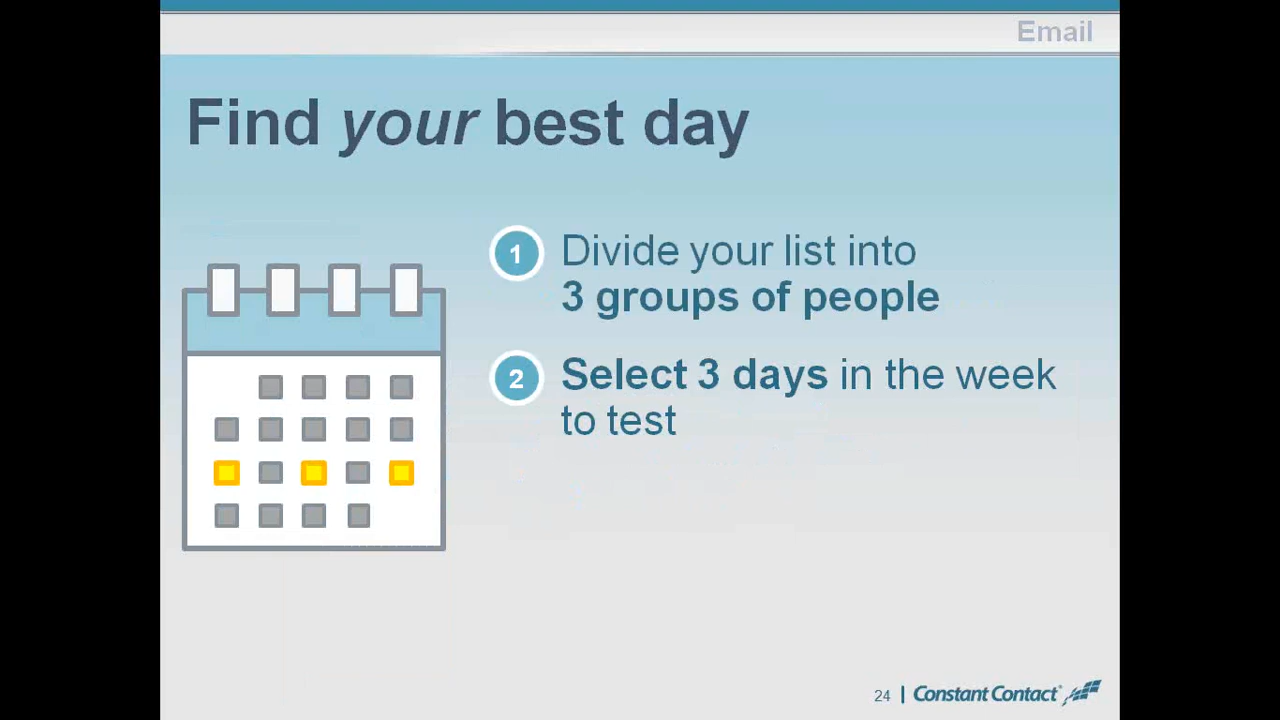 Email
Find your best day
1 Divide your list into
3 groups of people
2 Select 3 days in the week
to test
24 | Constant Contact